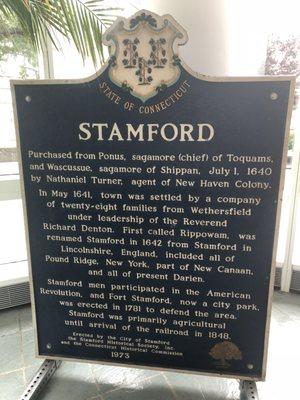 STATE OF CONNECTICUT
STAMFORD
Purchased from Ponus, sagamore (chief) of Toquams,
and Wascussue, sagamore of Shippan, July 1, 1640
by Nathaniel Turner, agent of New Haven Colony.
In May 1641, town was settled by a company
of twenty-eight families from Wethersfield
under leadership of the Reverend
Richard Denton. First called Rippowam, was
renamed Stamford in 1642 from Stamford in
Lincolnshire, England, included all of
Pound Ridge, New York, part of New Canaan,
and all of present Darien.
Stamford men participated in the American
Revolution, and Fort Stamford, now a city park,
was erected in 1781 to defend the area.
Stamford was primarily agricultural
until arrival of the railroad in 1848.
Erected by the City of Stamford
the Stamford Historical Society, Inc.
and the Connecticut Historical Commission
1973